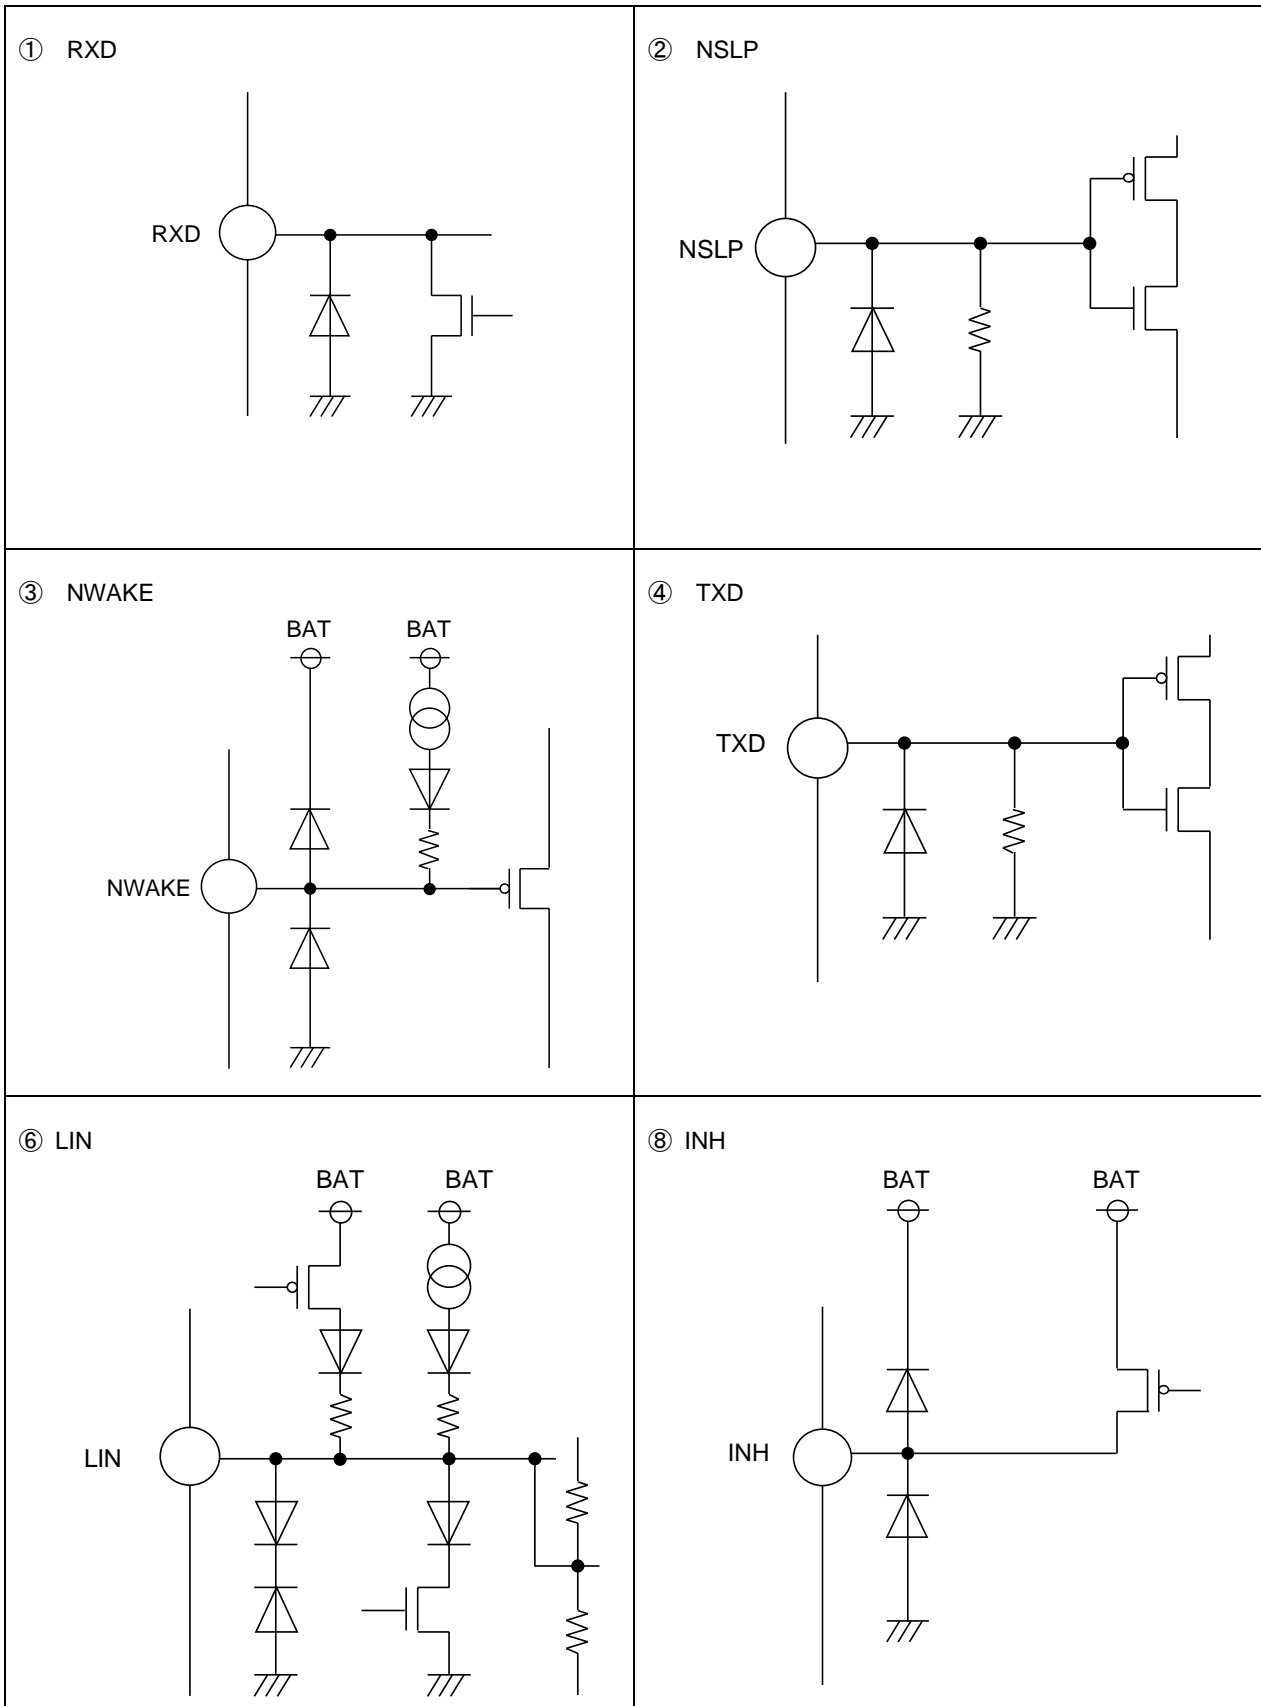 ① RXD
RXD
② NSLP
NSLP
③ NWAKE
BAT BAT
NWAKE
④ TXD
TXD
⑥ LIN
BAT BAT
LIN
⑧ INH
BAT BAT
INH